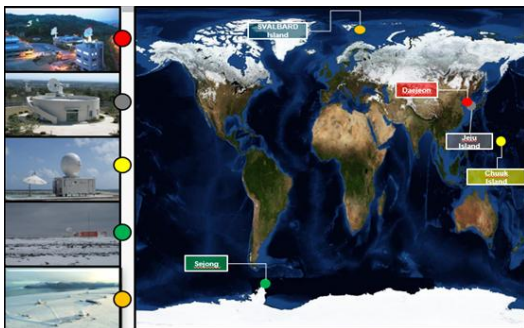 SVALBARD
Island
Daejeon
Jeju
Island
Chuuk
Island
Sejong